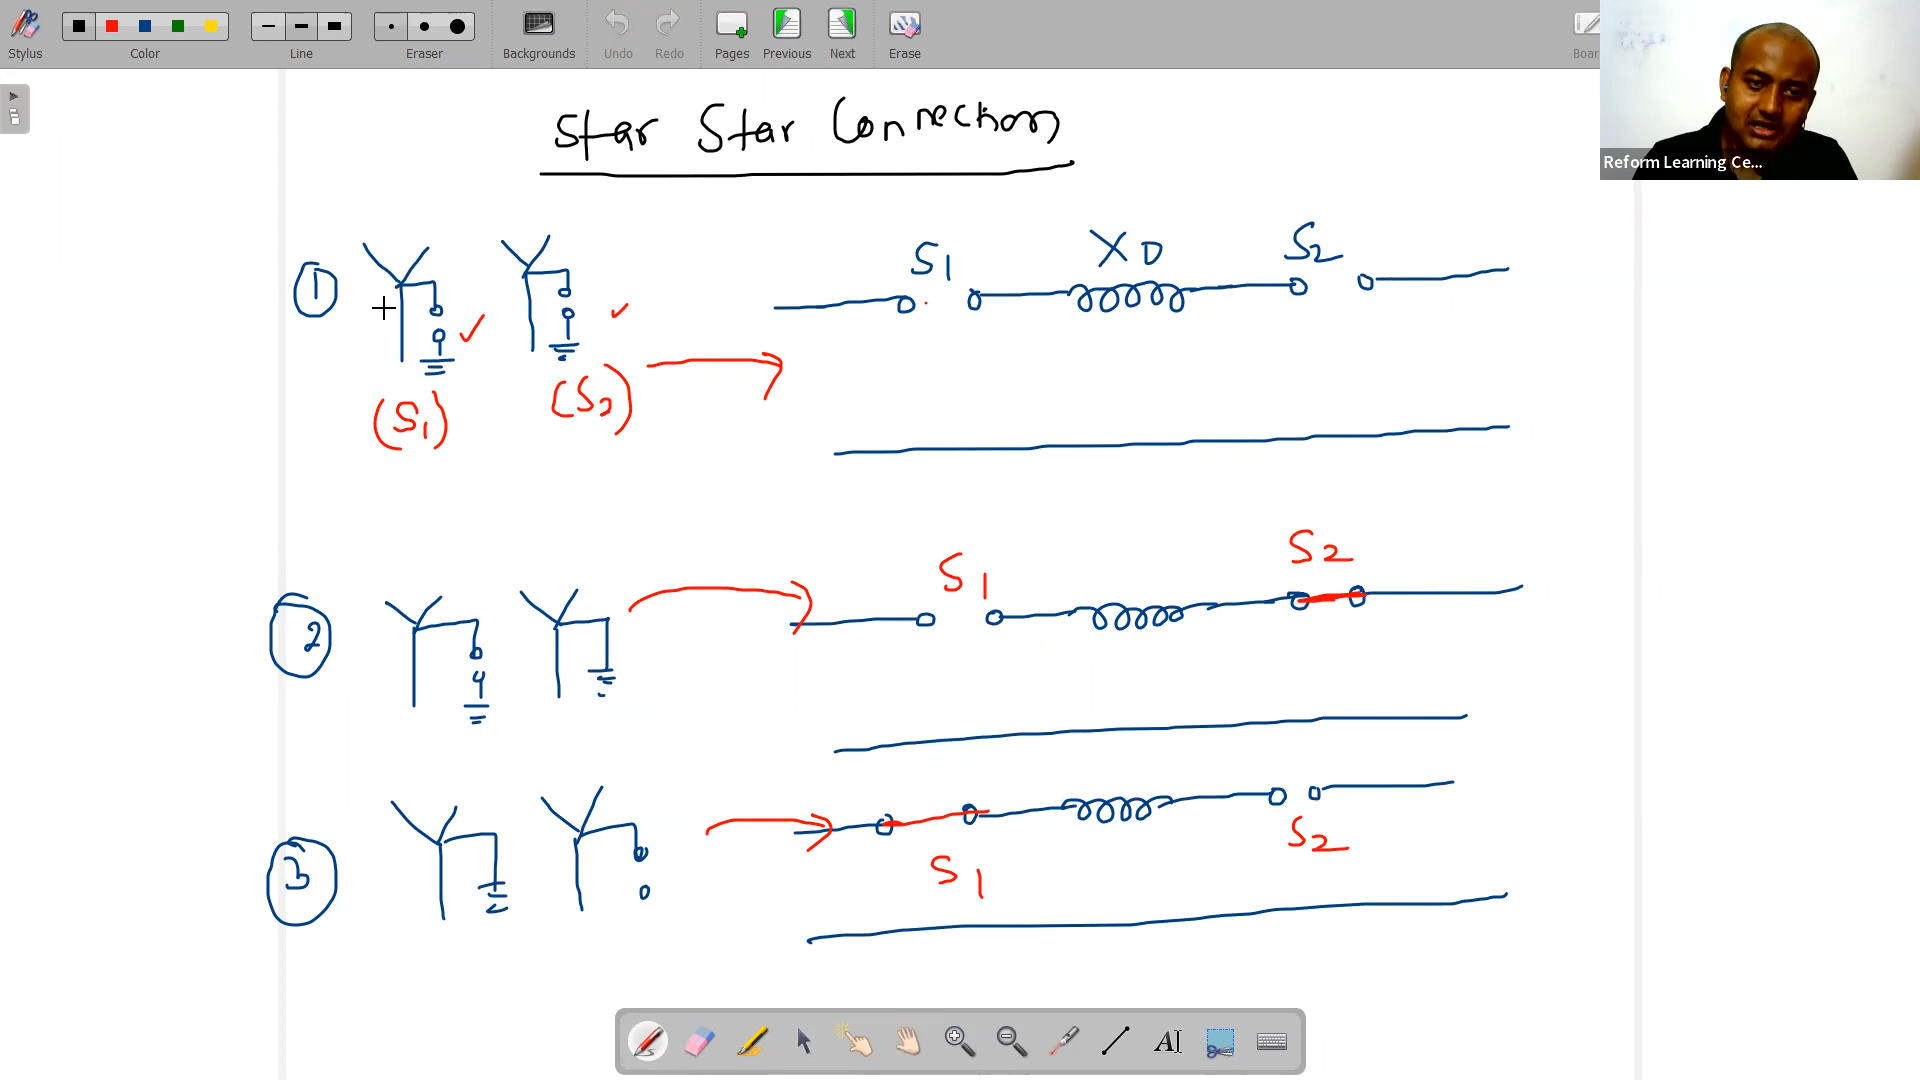 Stylus Color Line Eraser Backgrounds Undo Redo Pages Previous Next Erase Boar
Reform Learning Ce...
Star Star Connection
1 S1 XD S2
(S1) (S2)
2 S1 S2
3 S1 S2